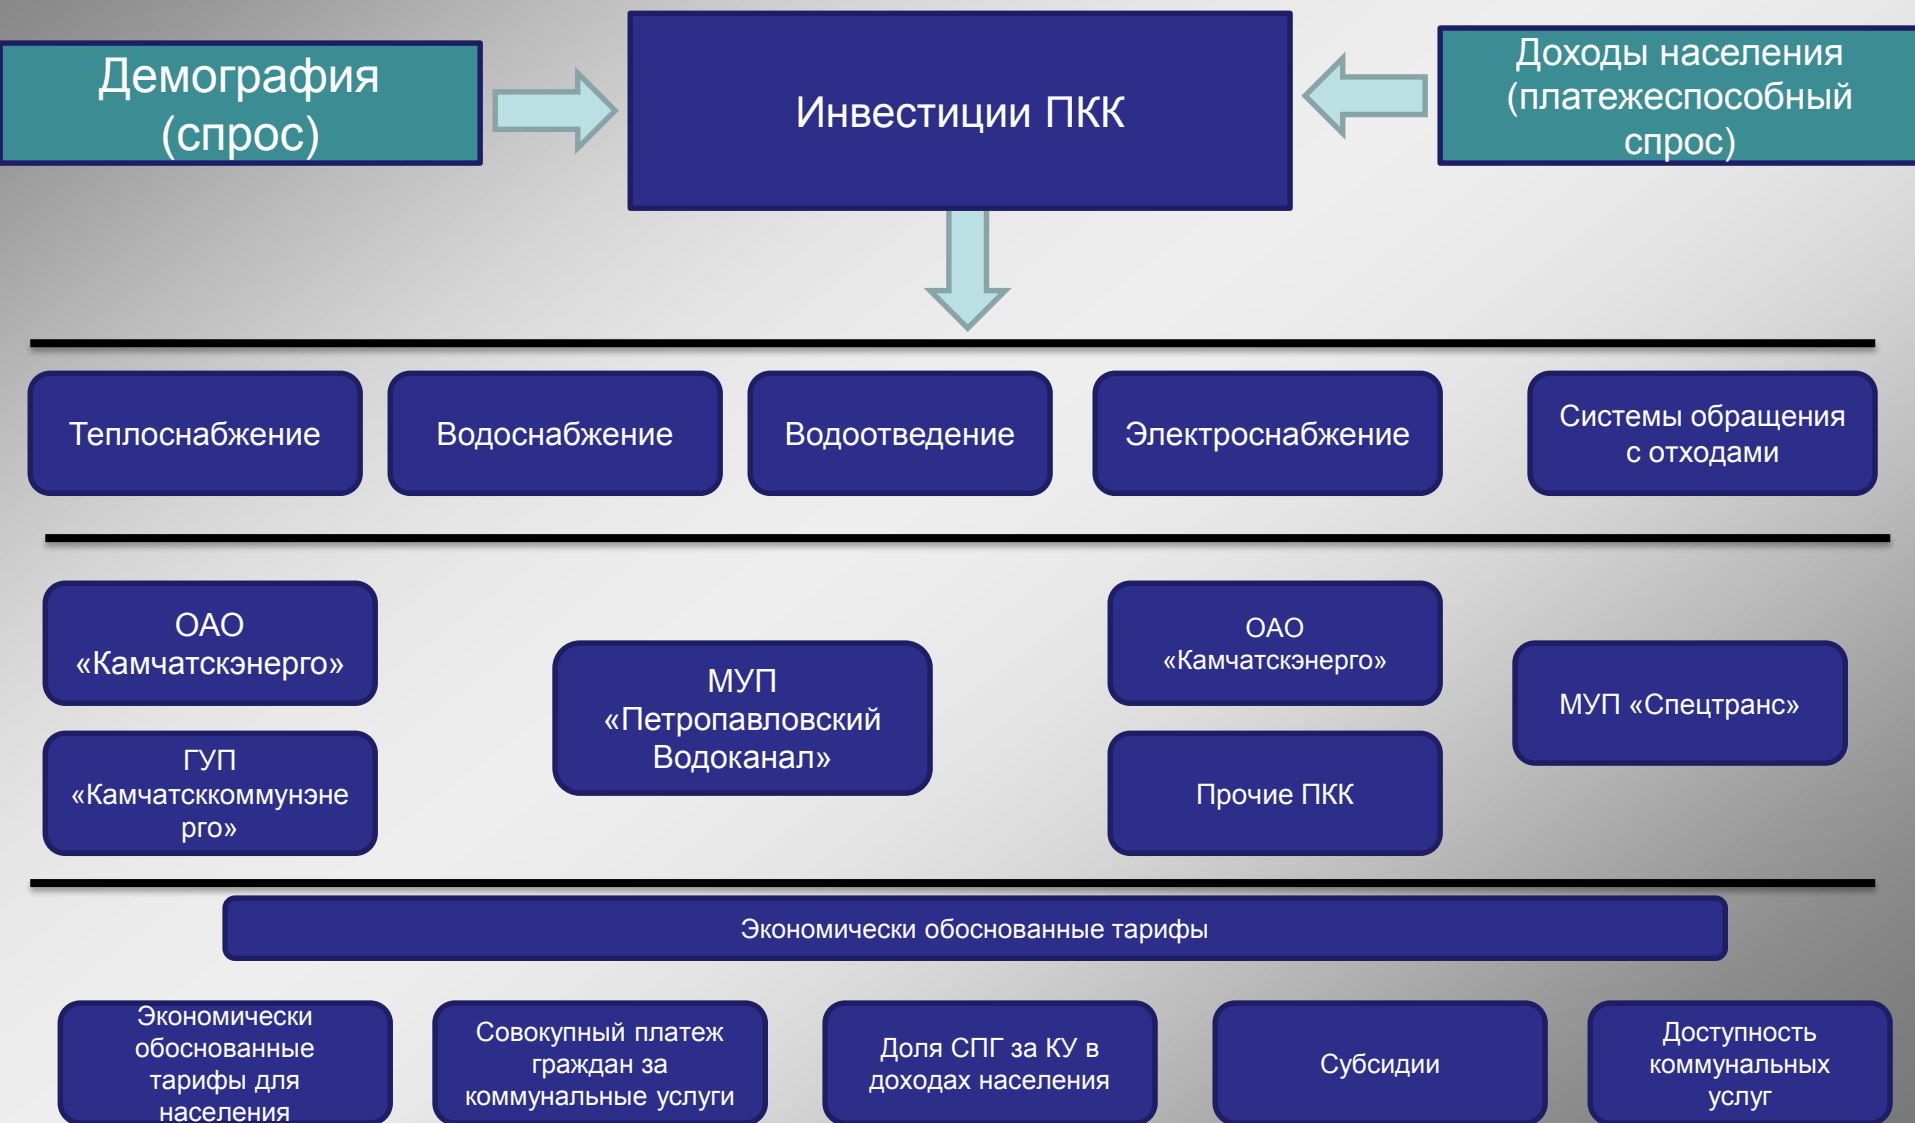 Демография
(спрос)
Инвестиции ПКК
Доходы населения
(платежеспособный
спрос)
Теплоснабжение
Водоснабжение
Водоотведение
Электроснабжение
Системы обращения
с отходами
ОАО
«Камчатскэнерго»
ГУП
«Камчатсккоммунэне
рго»
МУП
«Петропавловский
Водоканал»
ОАО
«Камчатскэнерго»
Прочие ПКК
МУП «Спецтранс»
Экономически обоснованные тарифы
Экономически
обоснованные
тарифы для
населения
Совокупный платеж
граждан за
коммунальные услуги
Доля СПГ за КУ в
доходах населения
Субсидии
Доступность
коммунальных
услуг